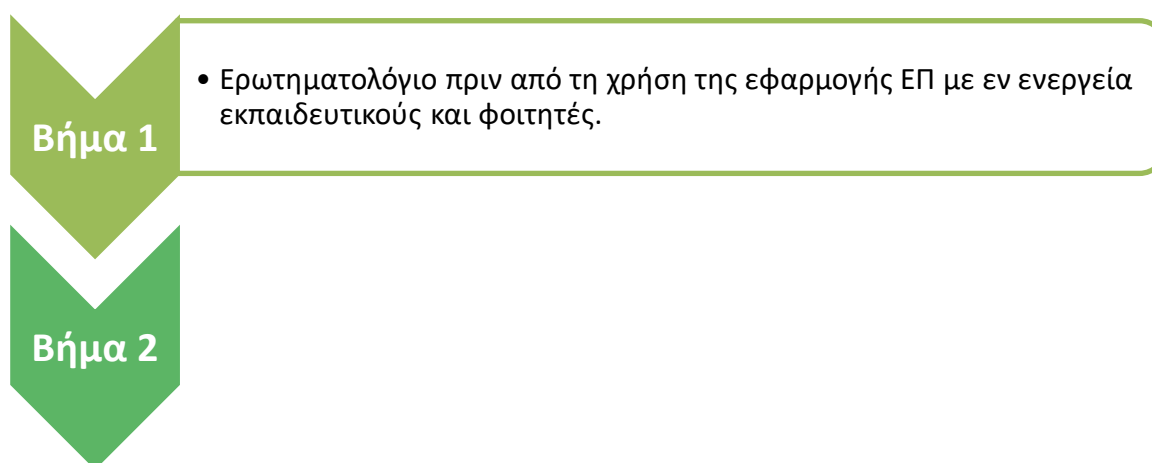 Βήμα 1
• Ερωτηματολόγιο πριν από τη χρήση της εφαρμογής ΕΠ με εν ενεργεία
εκπαιδευτικούς και φοιτητές.
Βήμα 2